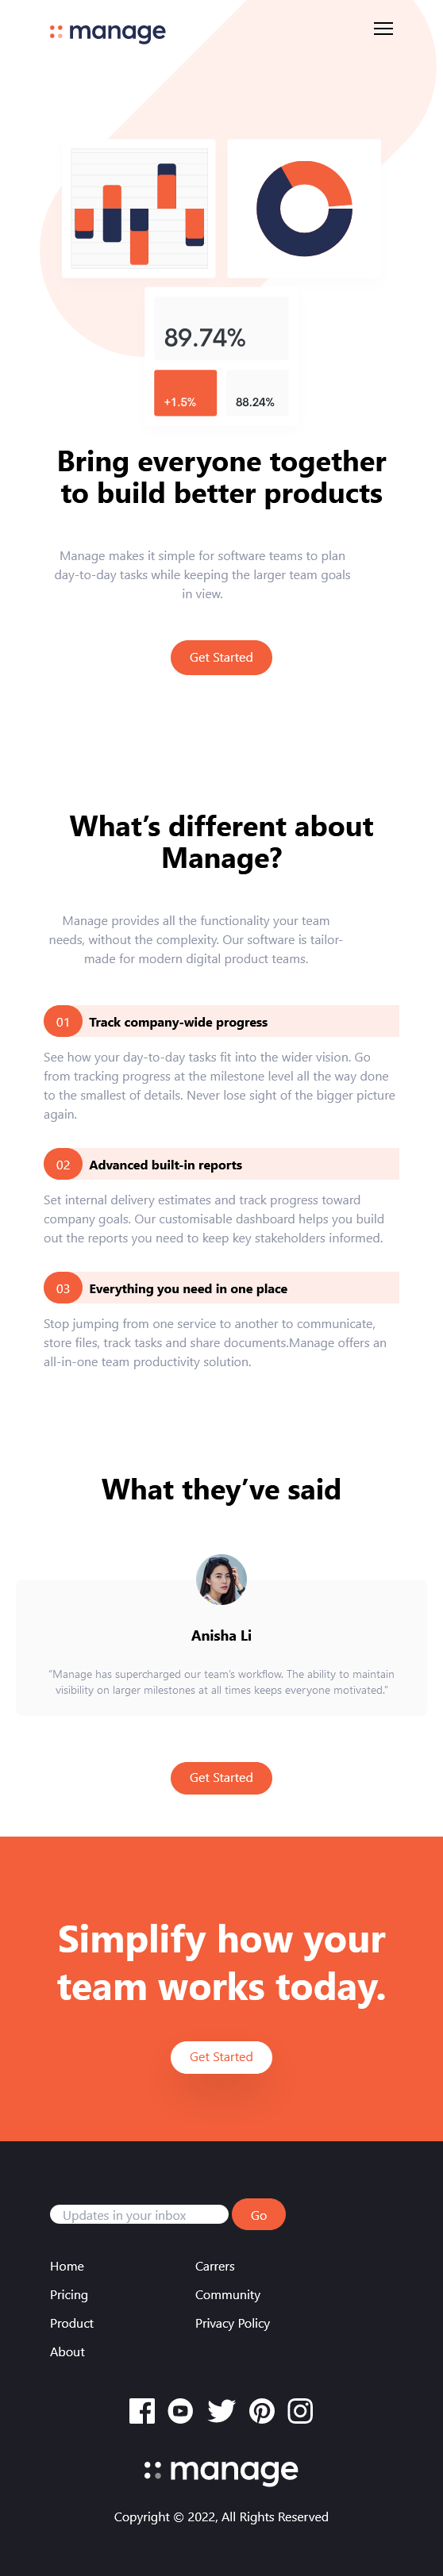 manage
89.74%
+1.5%
88.24%
Bring everyone together
to build better products
Manage makes it simple for software teams to plan
day-to-day tasks while keeping the larger team goals
in view.
Get Started
What’s different about
Manage?
Manage provides all the functionality your team
needs, without the complexity. Our software is tailor-
made for modern digital product teams.
01 Track company-wide progress
See how your day-to-day tasks fit into the wider vision. Go
from tracking progress at the milestone level all the way done
to the smallest of details. Never lose sight of the bigger picture
again.
02 Advanced built-in reports
Set internal delivery estimates and track progress toward
company goals. Our customisable dashboard helps you build
out the reports you need to keep key stakeholders informed.
03 Everything you need in one place
Stop jumping from one service to another to communicate,
store files, track tasks and share documents.Manage offers an
all-in-one team productivity solution.
What they’ve said
Anisha Li
“Manage has supercharged our team’s workflow. The ability to maintain
visibility on larger milestones at all times keeps everyone motivated.”
Get Started
Simplify how your
team works today.
Get Started
Updates in your inbox
Go
Home
Pricing
Product
About
Carrers
Community
Privacy Policy
manage
Copyright © 2022, All Rights Reserved